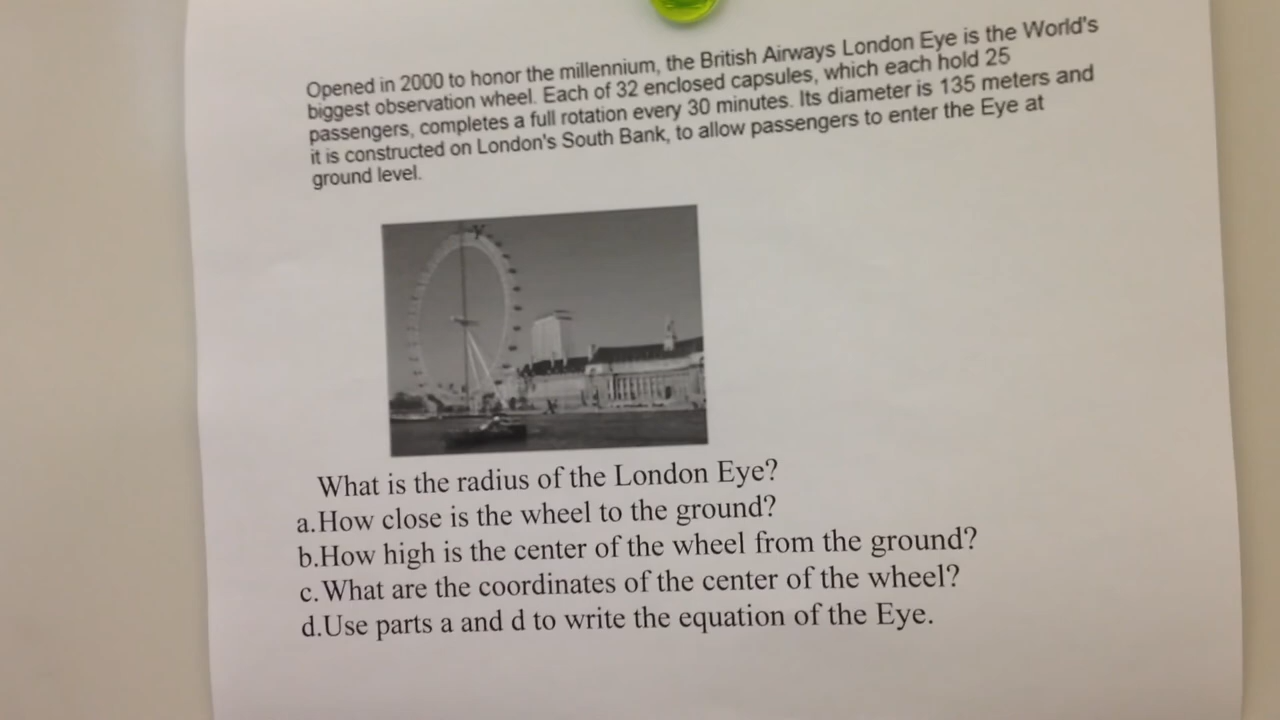 Opened in 2000 to honor the millennium, the British Airways London Eye is the World's
biggest observation wheel. Each of 32 enclosed capsules, which each hold 25
passengers, completes a full rotation every 30 minutes. Its diameter is 135 meters and
it is constructed on London's South Bank, to allow passengers to enter the Eye at
ground level.
What is the radius of the London Eye?
a.How close is the wheel to the ground?
b.How high is the center of the wheel from the ground?
c.What are the coordinates of the center of the wheel?
d.Use parts a and d to write the equation of the Eye.